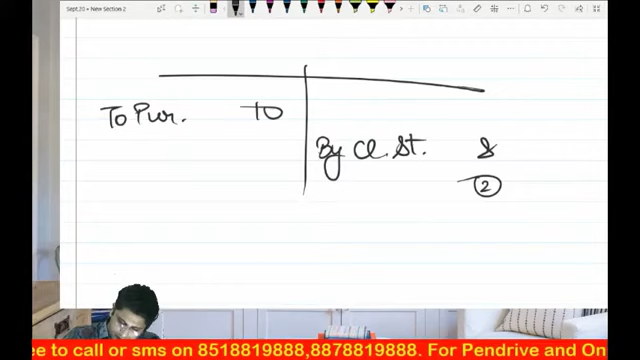 Sept.20 + New Section 2
To Pur. 10
By Cl. St. 8
2
ee to call or sms on 8518819888,8878819888. For Pendrive and On